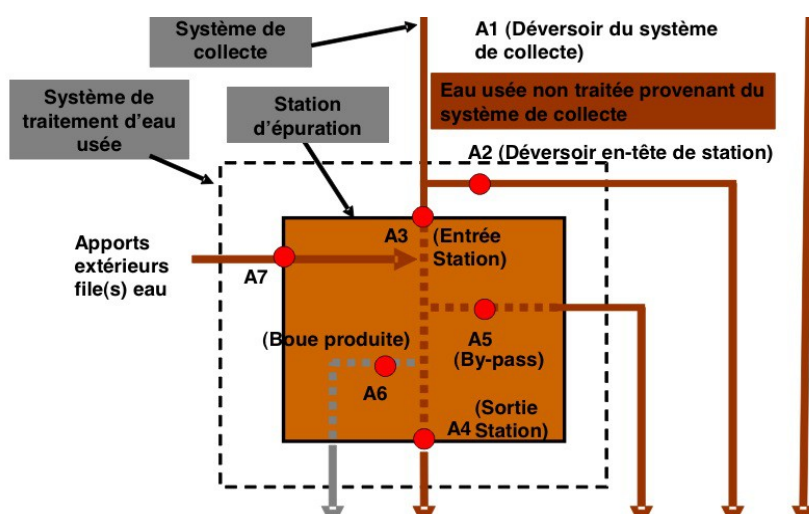 Système de
collecte
A1 (Déversoir du système
de collecte)
Système de
traitement d'eau
usée
Station
d'épuration
Eau usée non traitée provenant du
système de collecte
A2 (Déversoir en-tête de station)
Apports
extérieurs
file(s) eau
A7
A3
(Entrée
Station)
(Boue produite)
A6
A5
(By-pass)
A4
(Sortie
Station)